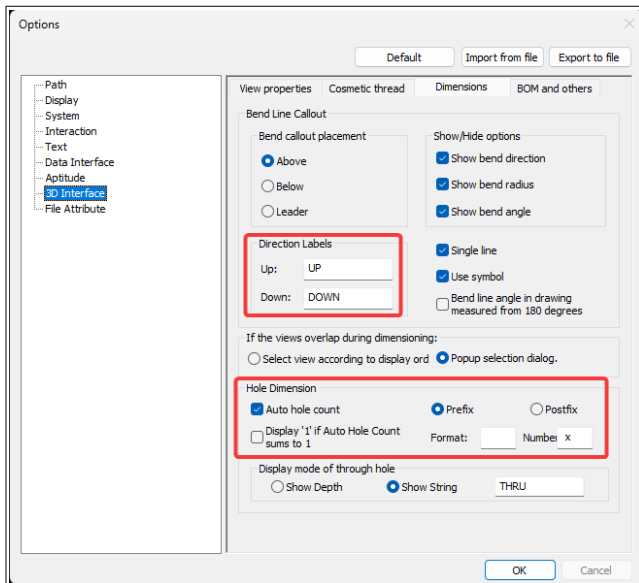 Options
Default
Import from file
Export to file
Path
Display
System
Interaction
Text
Data Interface
Aptitude
3D Interface
File Attribute
View properties
Cosmetic thread
Dimensions
BOM and others
Bend Line Callout
Bend callout placement
Above
Below
Leader
Show/Hide options
Show bend direction
Show bend radius
Show bend angle
Direction Labels
Up: UP
Down: DOWN
Single line
Use symbol
Bend line angle in drawing
measured from 180 degrees
If the views overlap during dimensioning:
Select view according to display ord
Popup selection dialog.
Hole Dimension
Auto hole count
Prefix
Postfix
Display '1' if Auto Hole Count
sums to 1
Format:
Number x
Display mode of through hole
Show Depth
Show String
THRU
OK
Cancel